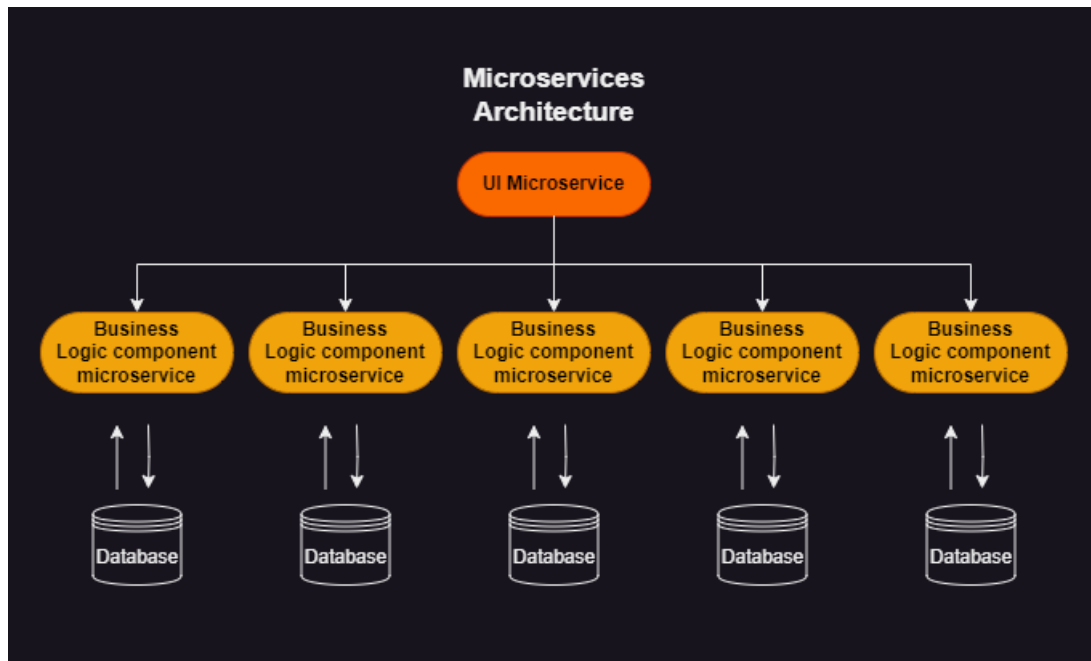 Microservices
Architecture
UI Microservice
Business
Logic component
microservice
Business
Logic component
microservice
Business
Logic component
microservice
Business
Logic component
microservice
Business
Logic component
microservice
Database
Database
Database
Database
Database